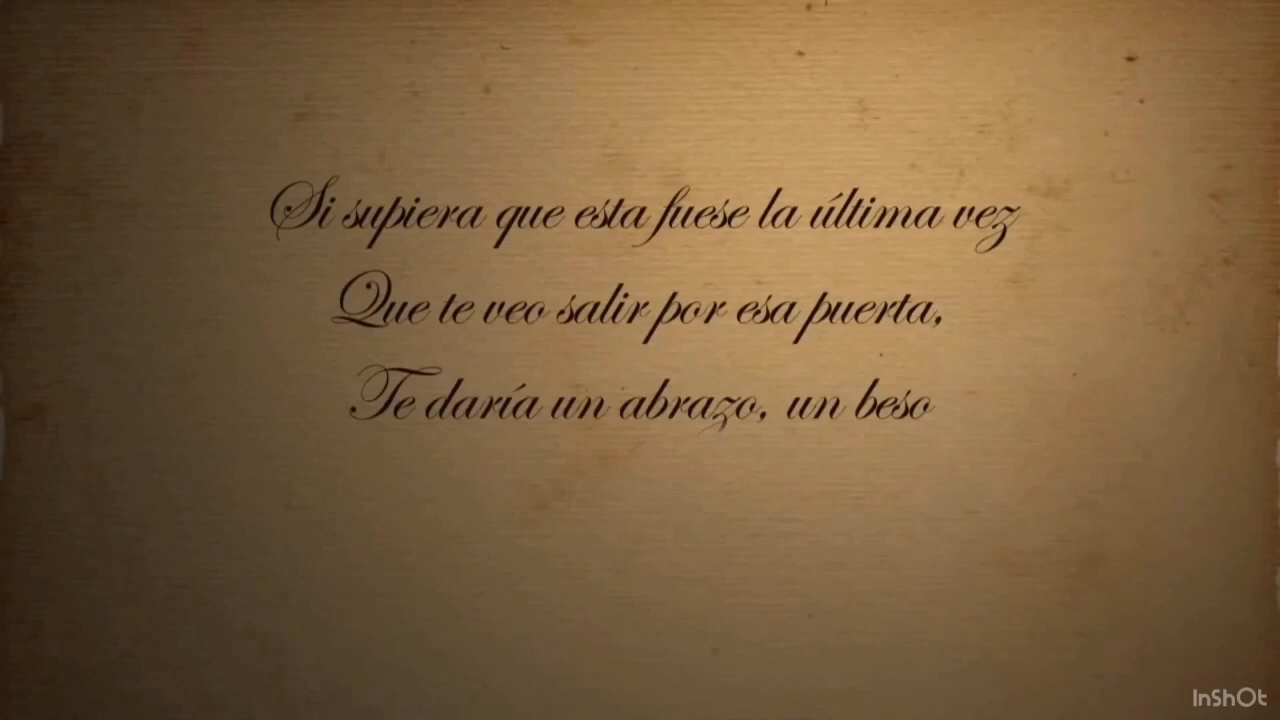 Si supiera que esta fuese la última vez
Que te veo salir por esa puerta,
Te daría un abrazo, un beso
InShOt